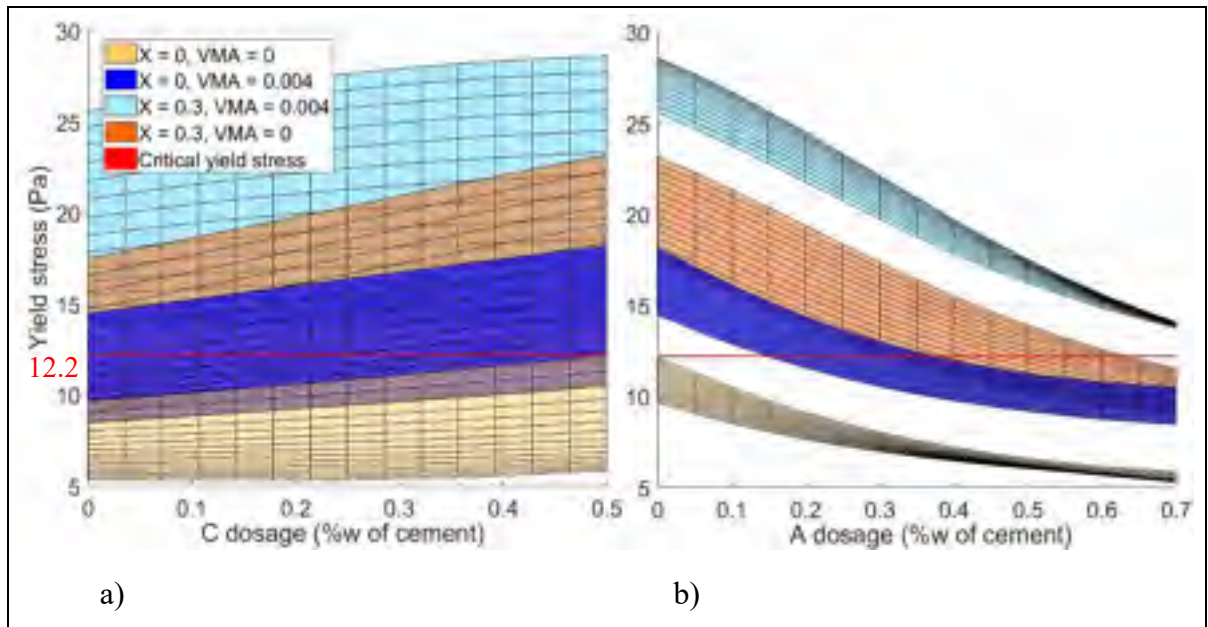 30
25
20
15
12.2
10
5
Yield stress (Pa)
X = 0, VMA = 0
X = 0, VMA = 0.004
X = 0.3, VMA = 0.004
X = 0.3, VMA = 0
Critical yield stress
0 0.1 0.2 0.3 0.4 0.5
C dosage (%w of cement)
a)
30
25
20
15
10
5
0 0.1 0.2 0.3 0.4 0.5 0.6 0.7
A dosage (%w of cement)
b)